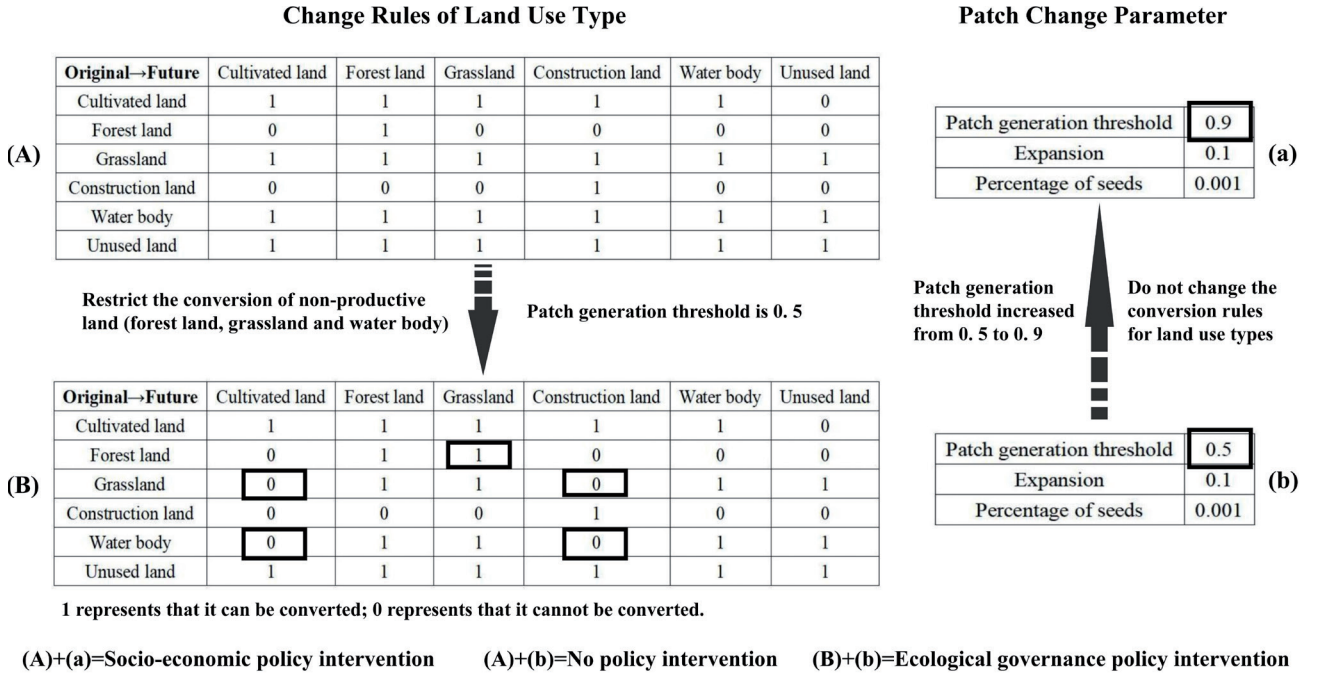 Change Rules of Land Use Type
Patch Change Parameter
Original→Future Cultivated land Forest land Grassland Construction land Water body Unused land
Cultivated land 1 1 1 1 1 0
Forest land 0 1 0 0 0 0
Grassland 1 1 1 1 1 1
Construction land 0 0 0 1 0 0
Water body 1 1 1 1 1 1
Unused land 1 1 1 1 1 1
(A)
Patch generation threshold 0.9
Expansion 0.1
Percentage of seeds 0.001
(a)
Restrict the conversion of non-productive
land (forest land, grassland and water body)
Patch generation threshold is 0. 5
Patch generation
threshold increased
from 0. 5 to 0. 9
Do not change the
conversion rules
for land use types
Original→Future Cultivated land Forest land Grassland Construction land Water body Unused land
Cultivated land 1 1 1 1 1 0
Forest land 0 1 1 0 0 0
Grassland 0 1 1 0 1 1
Construction land 0 0 0 1 0 0
Water body 0 1 1 0 1 1
Unused land 1 1 1 1 1 1
(B)
Patch generation threshold 0.5
Expansion 0.1
Percentage of seeds 0.001
(b)
1 represents that it can be converted; 0 represents that it cannot be converted.
(A)+(a)=Socio-economic policy intervention (A)+(b)=No policy intervention (B)+(b)=Ecological governance policy intervention